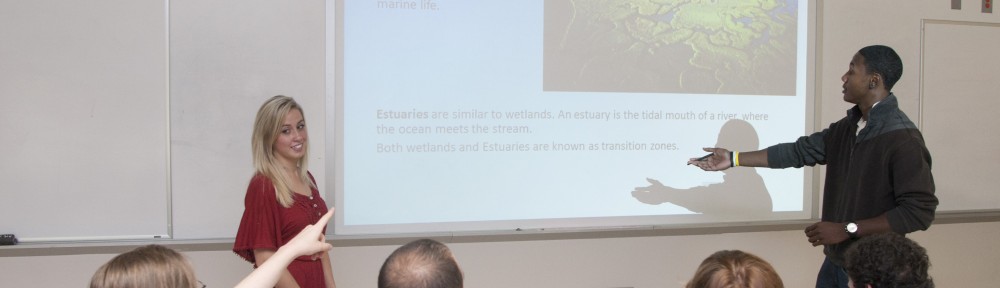 marine life.
Estuaries are similar to wetlands. An estuary is the tidal mouth of a river, where
the ocean meets the stream.
Both wetlands and Estuaries are known as transition zones.